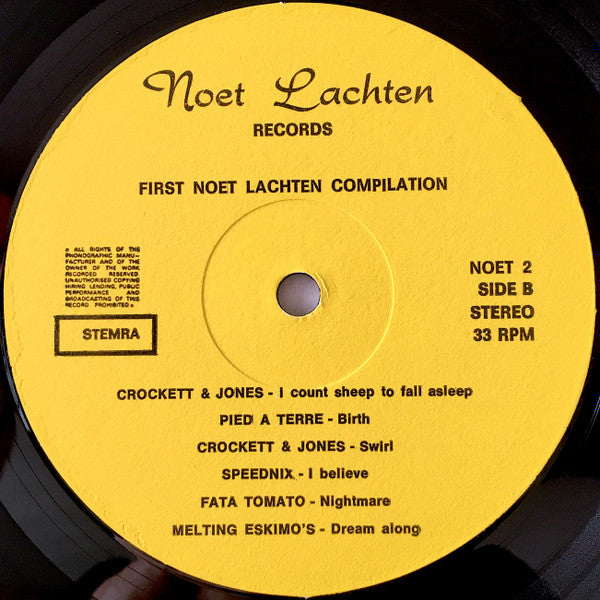 Noet Lachten
RECORDS
FIRST NOET LACHTEN COMPILATION
ALL RIGHTS OF THE
PHONOGRAPHIC MANU-
FACTURER AND OF THE
OWNER OF THE WORK
RECORDED RESERVED
UNAUTHORISED COPYING
HIRING LENDING, PUBLIC
PERFORMANCE AND
BROADCASTING OF THIS
RECORD PROHIBITED
STEMRA
NOET 2
SIDE B
STEREO
33 RPM
CROCKETT & JONES - I count sheep to fall asleep
PIED A TERRE - Birth
CROCKETT & JONES - Swirl
SPEEDNIX - I believe
FATA TOMATO - Nightmare
MELTING ESKIMO'S - Dream along